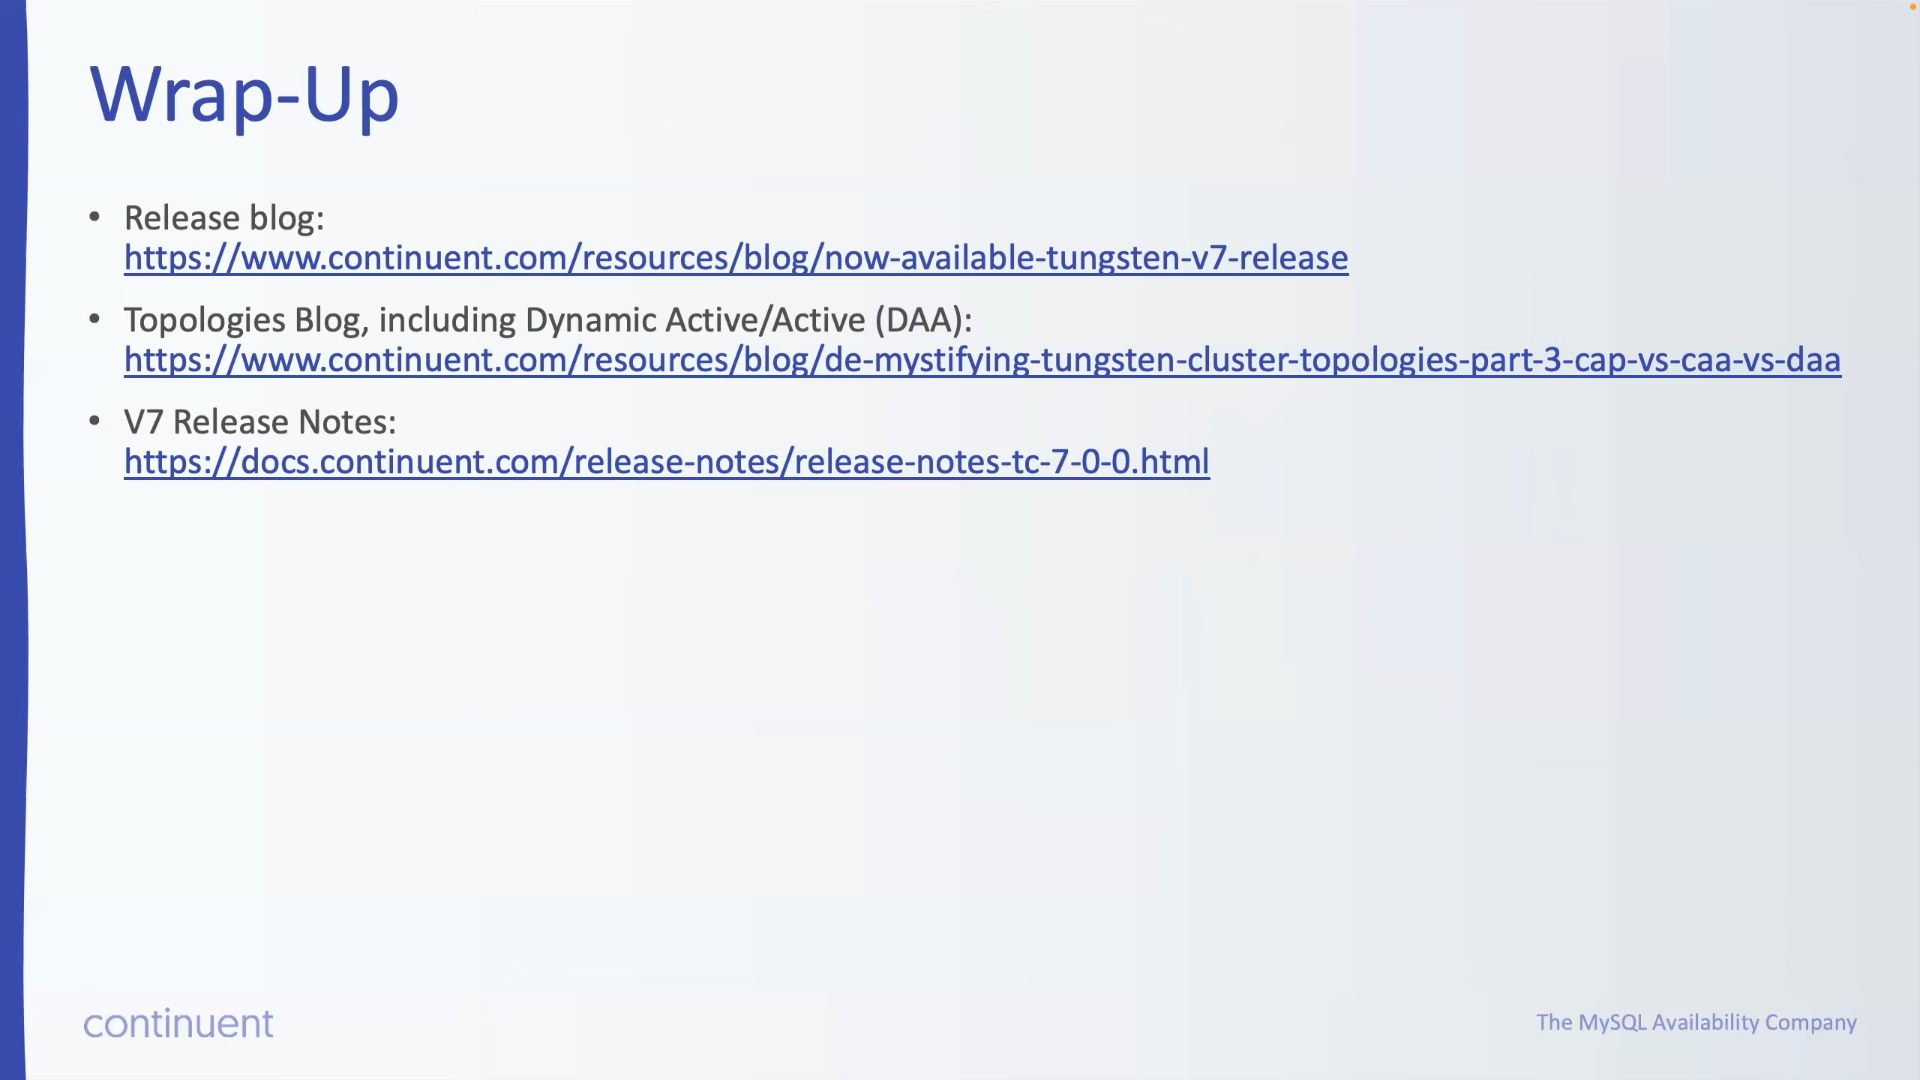 Wrap-Up
• Release blog:
https://www.continuent.com/resources/blog/now-available-tungsten-v7-release
• Topologies Blog, including Dynamic Active/Active (DAA):
https://www.continuent.com/resources/blog/de-mystifying-tungsten-cluster-topologies-part-3-cap-vs-caa-vs-daa
• V7 Release Notes:
https://docs.continuent.com/release-notes/release-notes-tc-7-0-0.html
continuent
The MySQL Availability Company